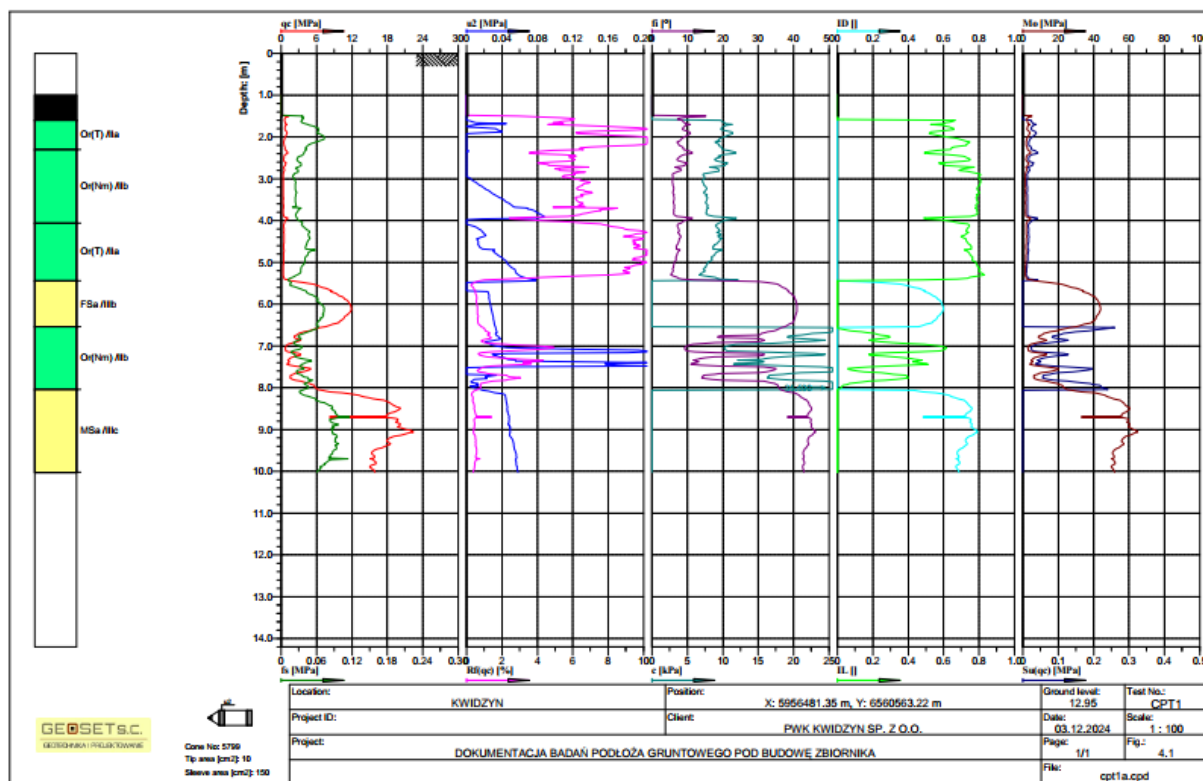 qc [MPa] u2 [MPa] fi [º] ID [] Mo [MPa]
0 6 12 18 24 30 0 0.04 0.08 0.12 0.16 0.20 0 10 20 30 40 50 0.2 0.4 0.6 0.8 1.0 0 20 40 60 80 100
Depth: [m]
0
1.0
2.0
3.0
4.0
5.0
6.0
7.0
8.0
9.0
10.0
11.0
12.0
13.0
14.0
Or(T) /IIa
Or(Nm) /IIb
Or(T) /IIa
FSa /IIIb
Or(Nm) /IIb
MSa /IIIc
0 0.06 0.12 0.18 0.24 0.30 2 4 6 8 10 0 5 10 15 20 25 0.2 0.4 0.6 0.8 1.0 0.1 0.2 0.3 0.4 0.5
fs [MPa] Rf(qc) [%] c [kPa] IL [] Su(qc) [MPa]
GEOSET s.c.
GEOTECHNIKA I PROJEKTOWANIE
u2
Cone No: 5799
Tip area [cm2]: 10
Sleeve area [cm2]: 150
Location:
KWIDZYN
Position:
X: 5956481.35 m, Y: 6560563.22 m
Ground level:
12.95
Test No.:
CPT1
Project ID:
Client:
PWK KWIDZYN SP. Z O.O.
Date:
03.12.2024
Scale:
1 : 100
Project:
DOKUMENTACJA BADAŃ PODŁOŻA GRUNTOWEGO POD BUDOWĘ ZBIORNIKA
Page:
1/1
Fig.:
4.1
File:
cpt1a.cpd